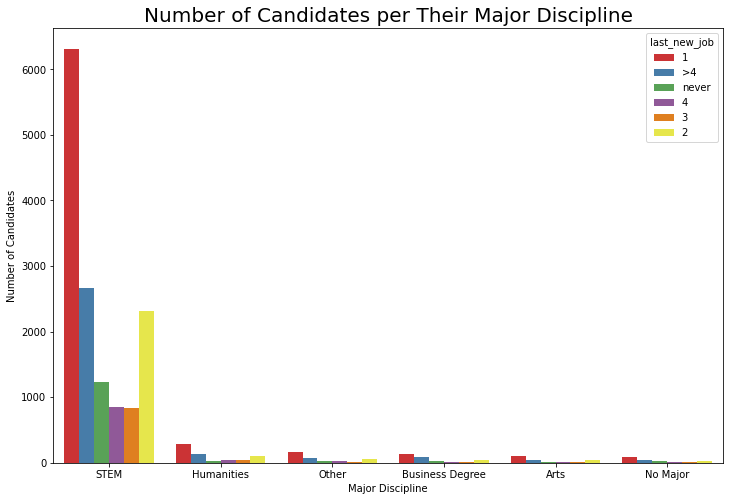 Number of Candidates per Their Major Discipline
last_new_job
1
>4
never
4
3
2
Number of Candidates
6000
5000
4000
3000
2000
1000
0
STEM Humanities Other Business Degree Arts No Major
Major Discipline